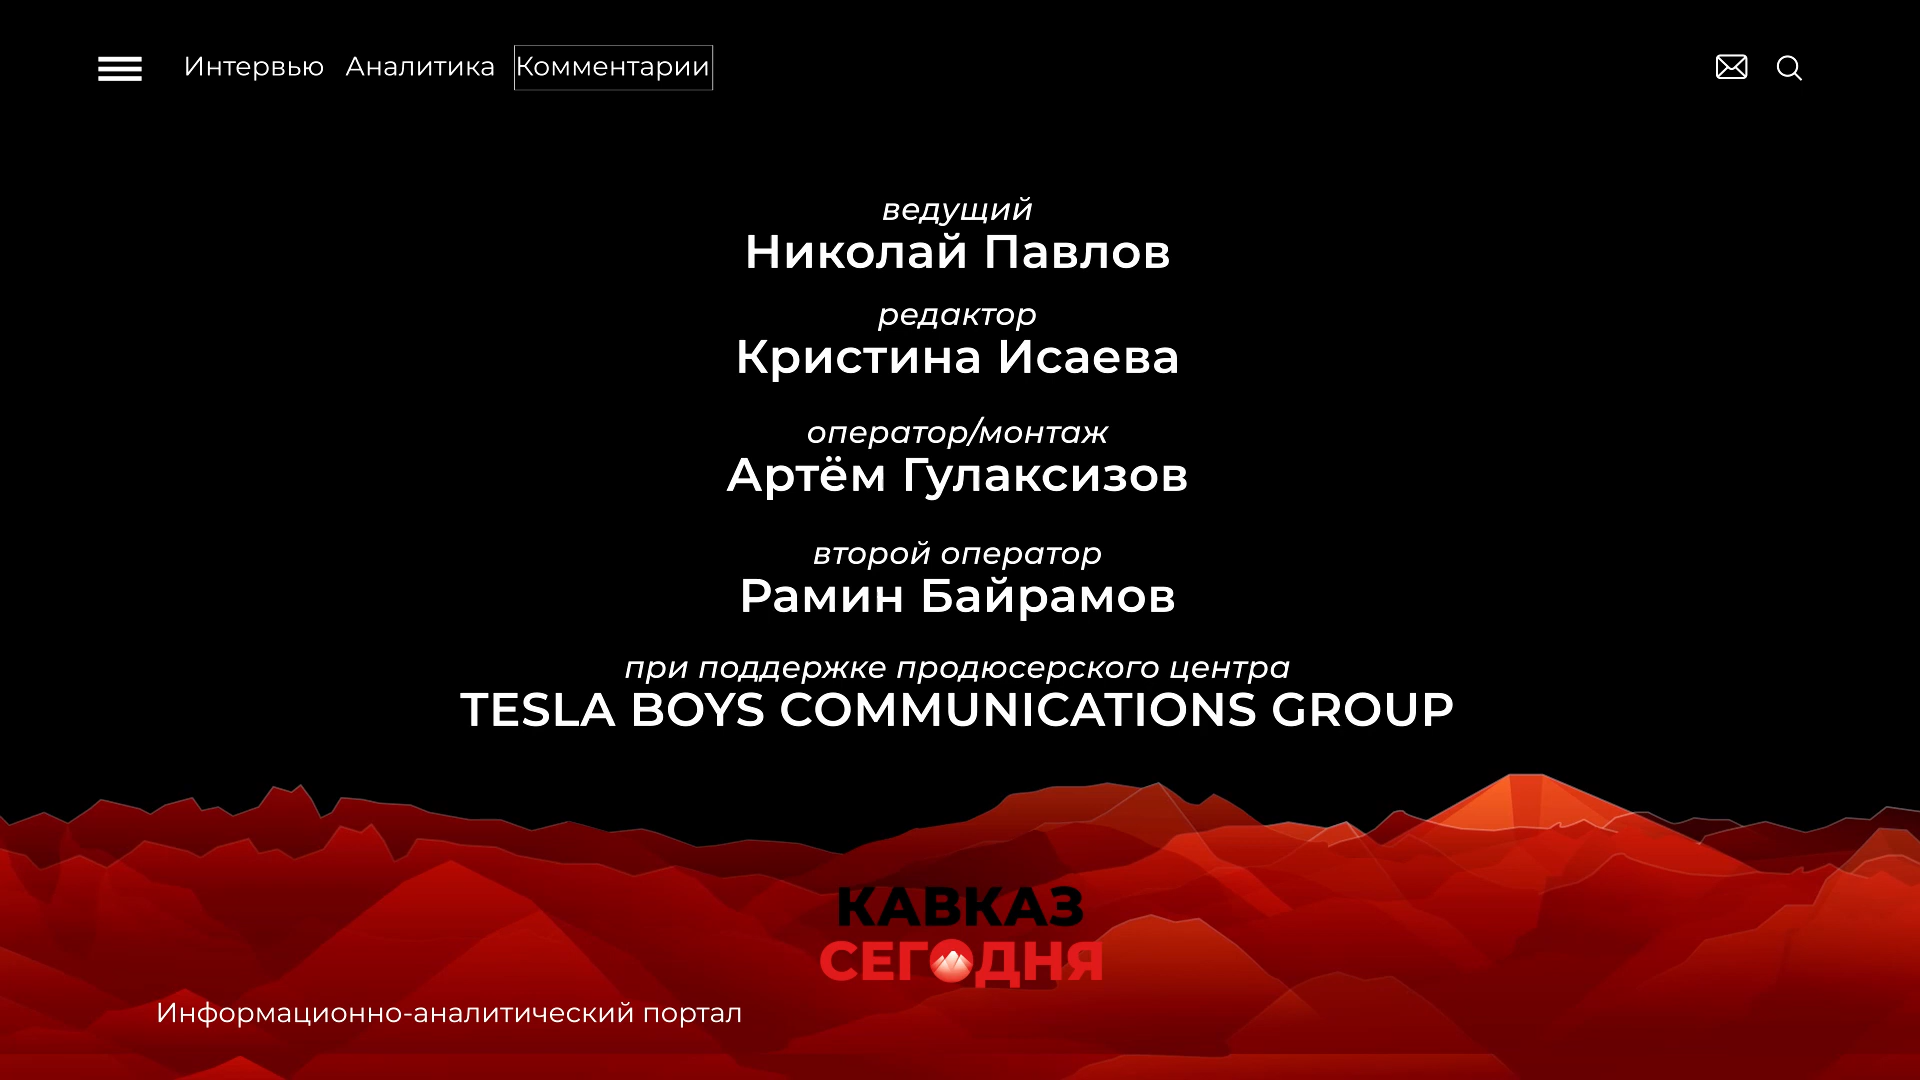 Интервью Аналитика Комментарии
ведущий
Николай Павлов
редактор
Кристина Исаева
оператор/монтаж
Артём Гулаксизов
второй оператор
Рамин Байрамов
при поддержке продюсерского центра
TESLA BOYS COMMUNICATIONS GROUP
КАВКАЗ
СЕГОДНЯ
Информационно-аналитический портал